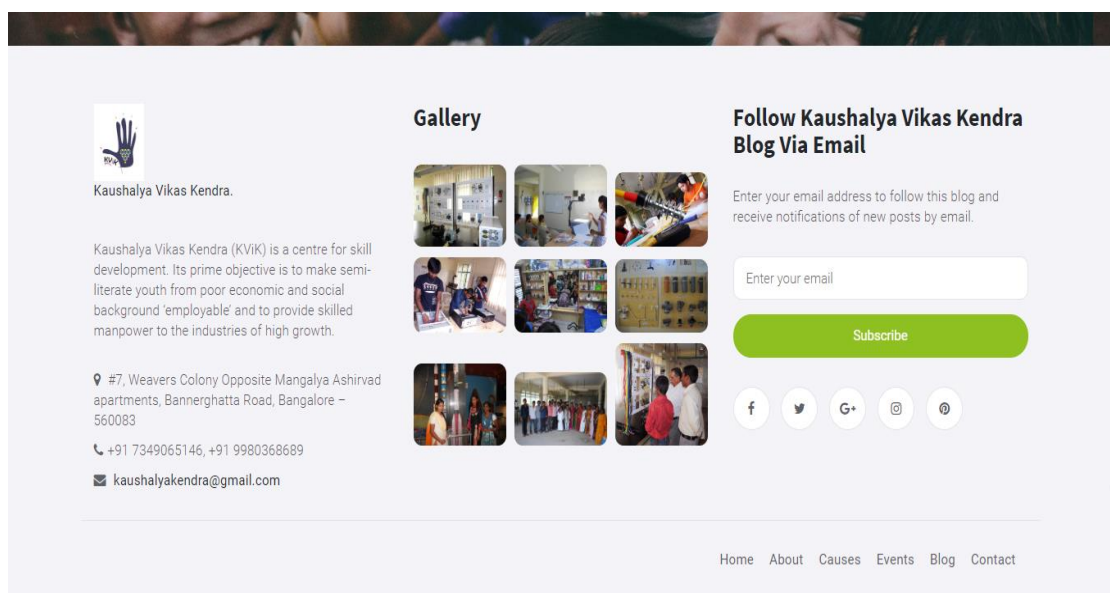 Kaushalya Vikas Kendra.
Kaushalya Vikas Kendra (KViK) is a centre for skill
development. Its prime objective is to make semi-
literate youth from poor economic and social
background ‘employable’ and to provide skilled
manpower to the industries of high growth.
#7, Weavers Colony Opposite Mangalya Ashirvad
apartments, Bannerghatta Road, Bangalore –
560083
+91 7349065146, +91 9980368689
kaushalyakendra@gmail.com
Gallery
Follow Kaushalya Vikas Kendra
Blog Via Email
Enter your email address to follow this blog and
receive notifications of new posts by email.
Enter your email
Subscribe
Home About Causes Events Blog Contact